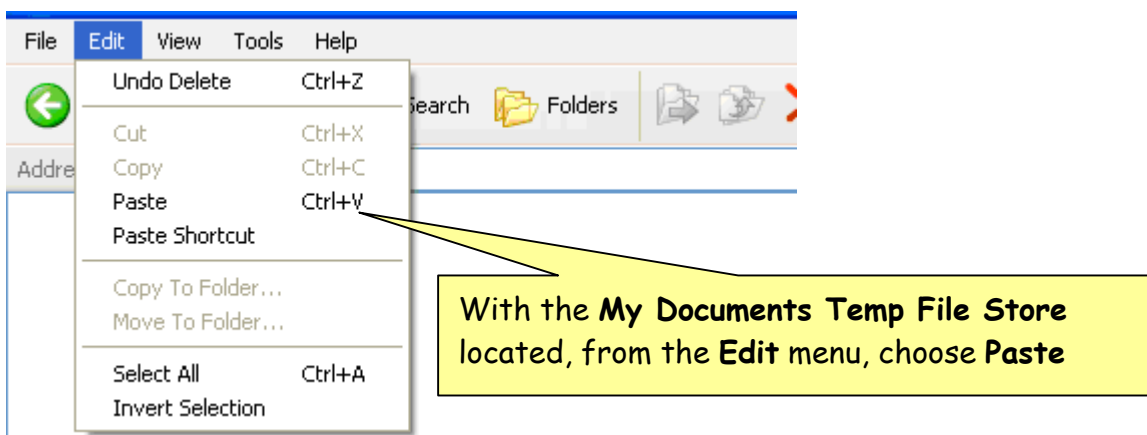 File Edit View Tools Help
Undo Delete Ctrl+Z
Search Folders
Cut Ctrl+X
Copy Ctrl+C
Paste Ctrl+V
Paste Shortcut
Copy To Folder...
Move To Folder...
Select All Ctrl+A
Invert Selection
With the My Documents Temp File Store
located, from the Edit menu, choose Paste